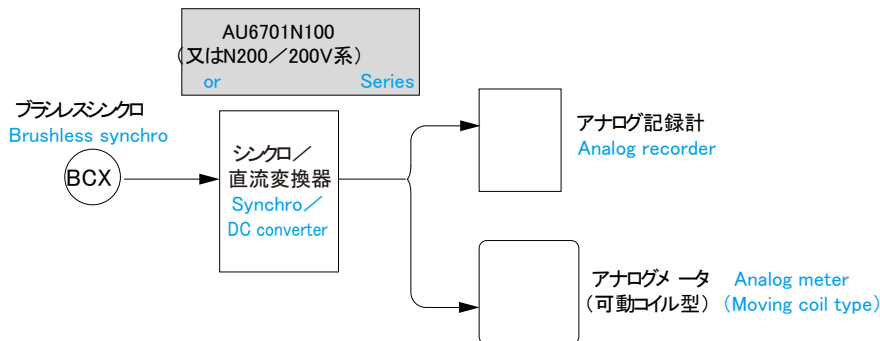 AU6701N100
(又はN200／200V系)
or Series
ブラシレスシンクロ
Brushless synchro
BCX
シンクロ／
直流変換器
Synchro／
DC converter
アナログ記録計
Analog recorder
アナログメータ Analog meter
(可動コイル型) (Moving coil type)